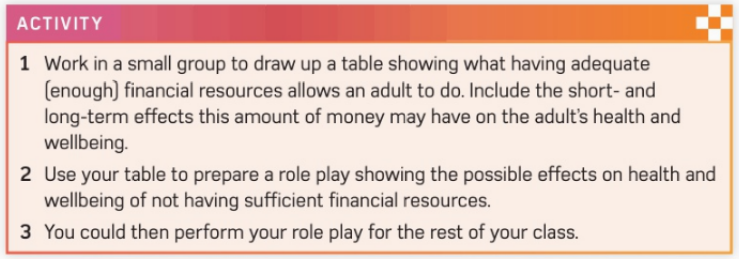 ACTIVITY
1 Work in a small group to draw up a table showing what having adequate
(enough) financial resources allows an adult to do. Include the short- and
long-term effects this amount of money may have on the adult's health and
wellbeing.
2 Use your table to prepare a role play showing the possible effects on health and
wellbeing of not having sufficient financial resources.
3 You could then perform your role play for the rest of your class.